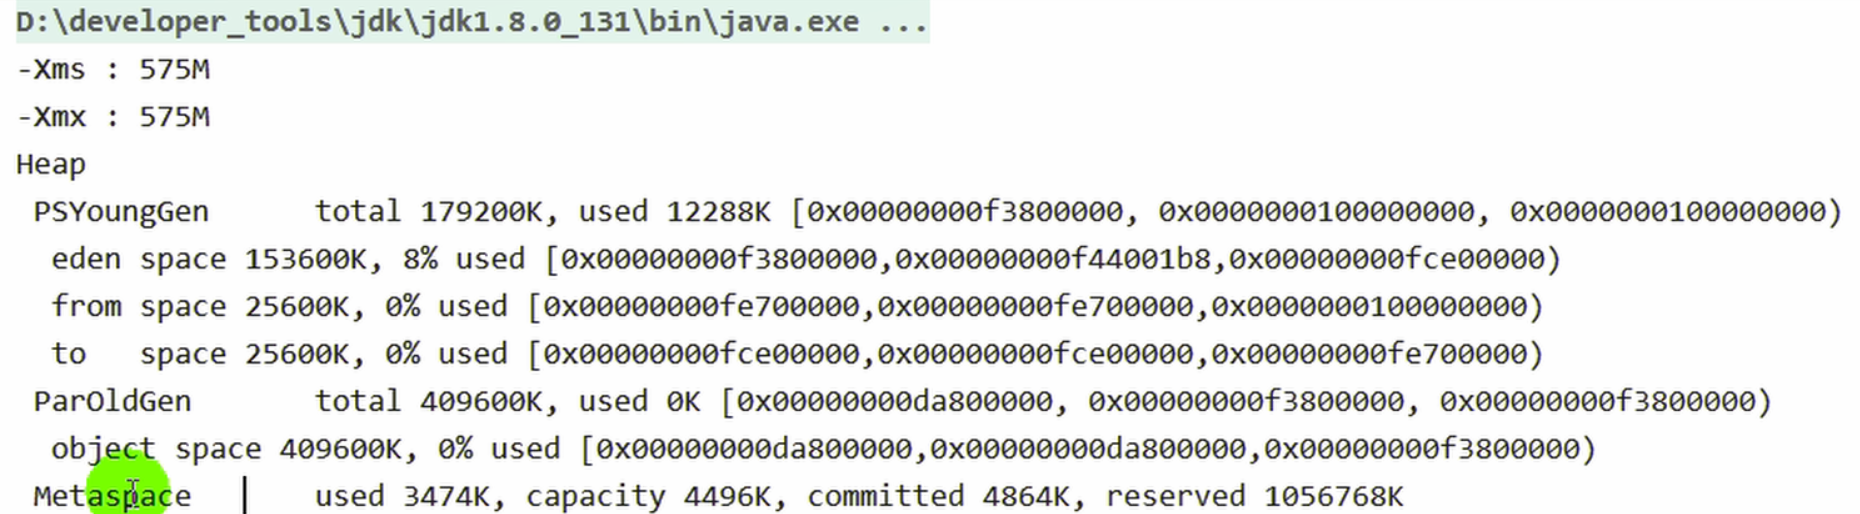 D:\developer_tools\jdk\jdk1.8.0_131\bin\java.exe ...
-Xms : 575M
-Xmx : 575M
Heap
 PSYoungGen      total 179200K, used 12288K [0x00000000f3800000, 0x0000000100000000, 0x0000000100000000)
  eden space 153600K, 8% used [0x00000000f3800000,0x00000000f44001b8,0x00000000fce00000)
  from space 25600K, 0% used [0x00000000fe700000,0x00000000fe700000,0x0000000100000000)
  to   space 25600K, 0% used [0x00000000fce00000,0x00000000fce00000,0x00000000fe700000)
 ParOldGen       total 409600K, used 0K [0x00000000da800000, 0x00000000f3800000, 0x00000000f3800000)
  object space 409600K, 0% used [0x00000000da800000,0x00000000da800000,0x00000000f3800000)
 Metaspace       used 3474K, capacity 4496K, committed 4864K, reserved 1056768K